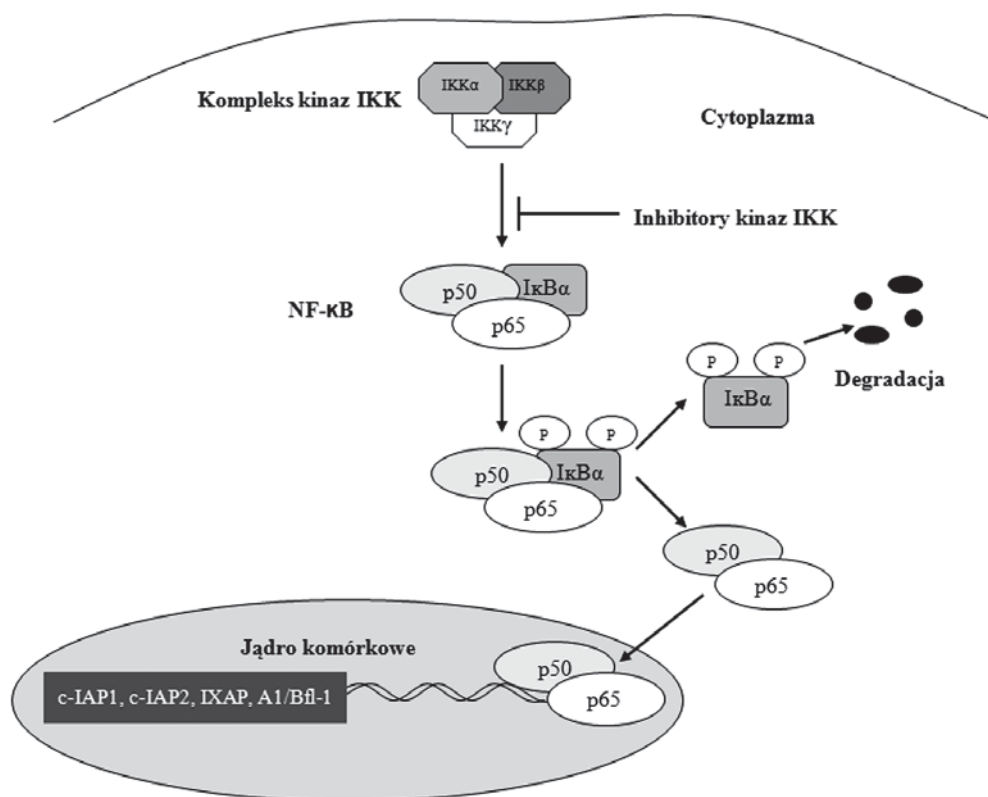 IKKα
IKKβ
Kompleks kinaz IKK
IKKγ
Cytoplazma
Inhibitory kinaz IKK
p50
IκBα
NF-κB
p65
P
P
Degradacja
IκBα
P
P
p50
IκBα
p65
p50
p65
Jądro komórkowe
p50
c-IAP1, c-IAP2, IXAP, A1/Bfl-1
p65